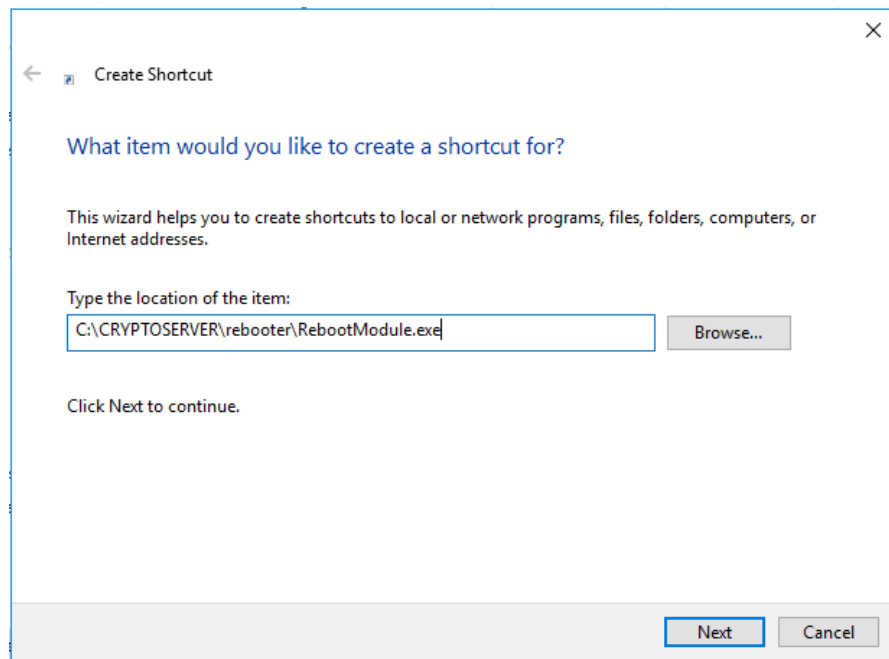 Create Shortcut
What item would you like to create a shortcut for?
This wizard helps you to create shortcuts to local or network programs, files, folders, computers, or
Internet addresses.
Type the location of the item:
C:\CRYPTOSERVER\rebooter\RebootModule.exe
Browse...
Click Next to continue.
Next
Cancel